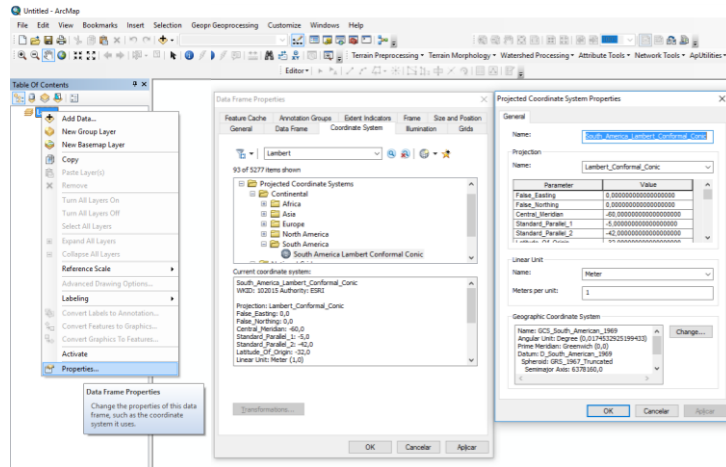 Untitled - ArcMap
File Edit View Bookmarks Insert Selection Geopr Geoprocessing Customize Windows Help
Terrain Preprocessing Terrain Morphology Watershed Processing Attribute Tools Network Tools ApUtilities
Editor
Table Of Contents
Add Data...
New Group Layer
New Basemap Layer
Copy
Paste Layer(s)
Remove
Turn All Layers On
Turn All Layers Off
Select All Layers
Expand All Layers
Collapse All Layers
Reference Scale
Advanced Drawing Options...
Labeling
Convert Labels to Annotation...
Convert Features to Graphics...
Convert Graphics To Features...
Activate
Properties...
Data Frame Properties
Change the properties of this data
frame, such as the coordinate
system it uses.
Data Frame Properties
Feature Cache Annotation Groups Extent Indicators Frame Size and Position
General Data Frame Coordinate System Illumination Grids
Lambert
93 of 5277 items shown
Projected Coordinate Systems
Continental
Africa
Asia
Europe
North America
South America
South America Lambert Conformal Conic
Current coordinate system:
South_America_Lambert_Conformal_Conic
WKID: 102015 Authority: ESRI
Projection: Lambert_Conformal_Conic
False_Easting: 0,0
False_Northing: 0,0
Central_Meridian: -60,0
Standard_Parallel_1: -5,0
Standard_Parallel_2: -42,0
Latitude_Of_Origin: -32,0
Linear Unit: Meter (1,0)
Transformations...
OK Cancelar Aplicar
Projected Coordinate System Properties
General
Name: South_America_Lambert_Conformal_Conic
Projection
Name: Lambert_Conformal_Conic
Parameter Value
False_Easting 0,000000000000000000
False_Northing 0,000000000000000000
Central_Meridian -60,000000000000000000
Standard_Parallel_1 -5,000000000000000000
Standard_Parallel_2 -42,000000000000000000
Linear Unit
Name: Meter
Meters per unit: 1
Geographic Coordinate System
Name: GCS_South_American_1969
Angular Unit: Degree (0,0174532925199433)
Prime Meridian: Greenwich (0,0)
Datum: D_South_American_1969
Spheroid: GRS_1967_Truncated
Semimajor Axis: 6378160,0
Change...
OK Cancelar Aplicar